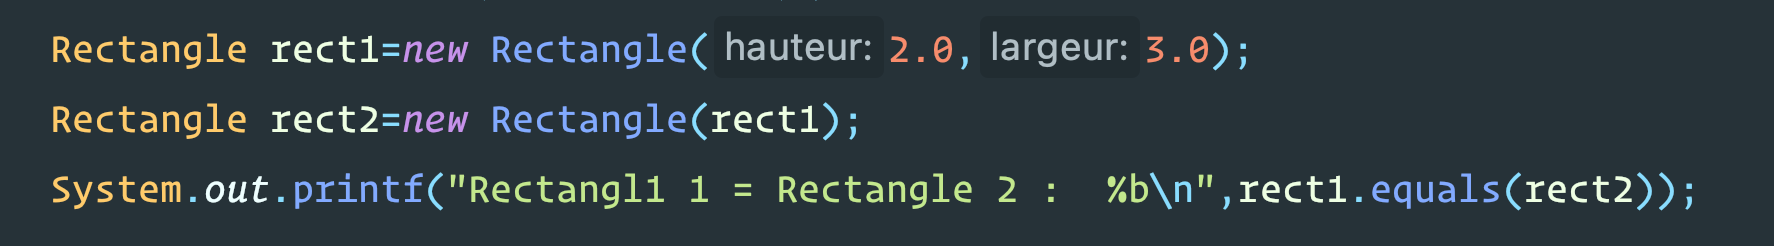 Rectangle rect1=new Rectangle( hauteur: 2.0, largeur: 3.0);
Rectangle rect2=new Rectangle(rect1);
System.out.printf("Rectangl1 1 = Rectangle 2 :  %b\n",rect1.equals(rect2));